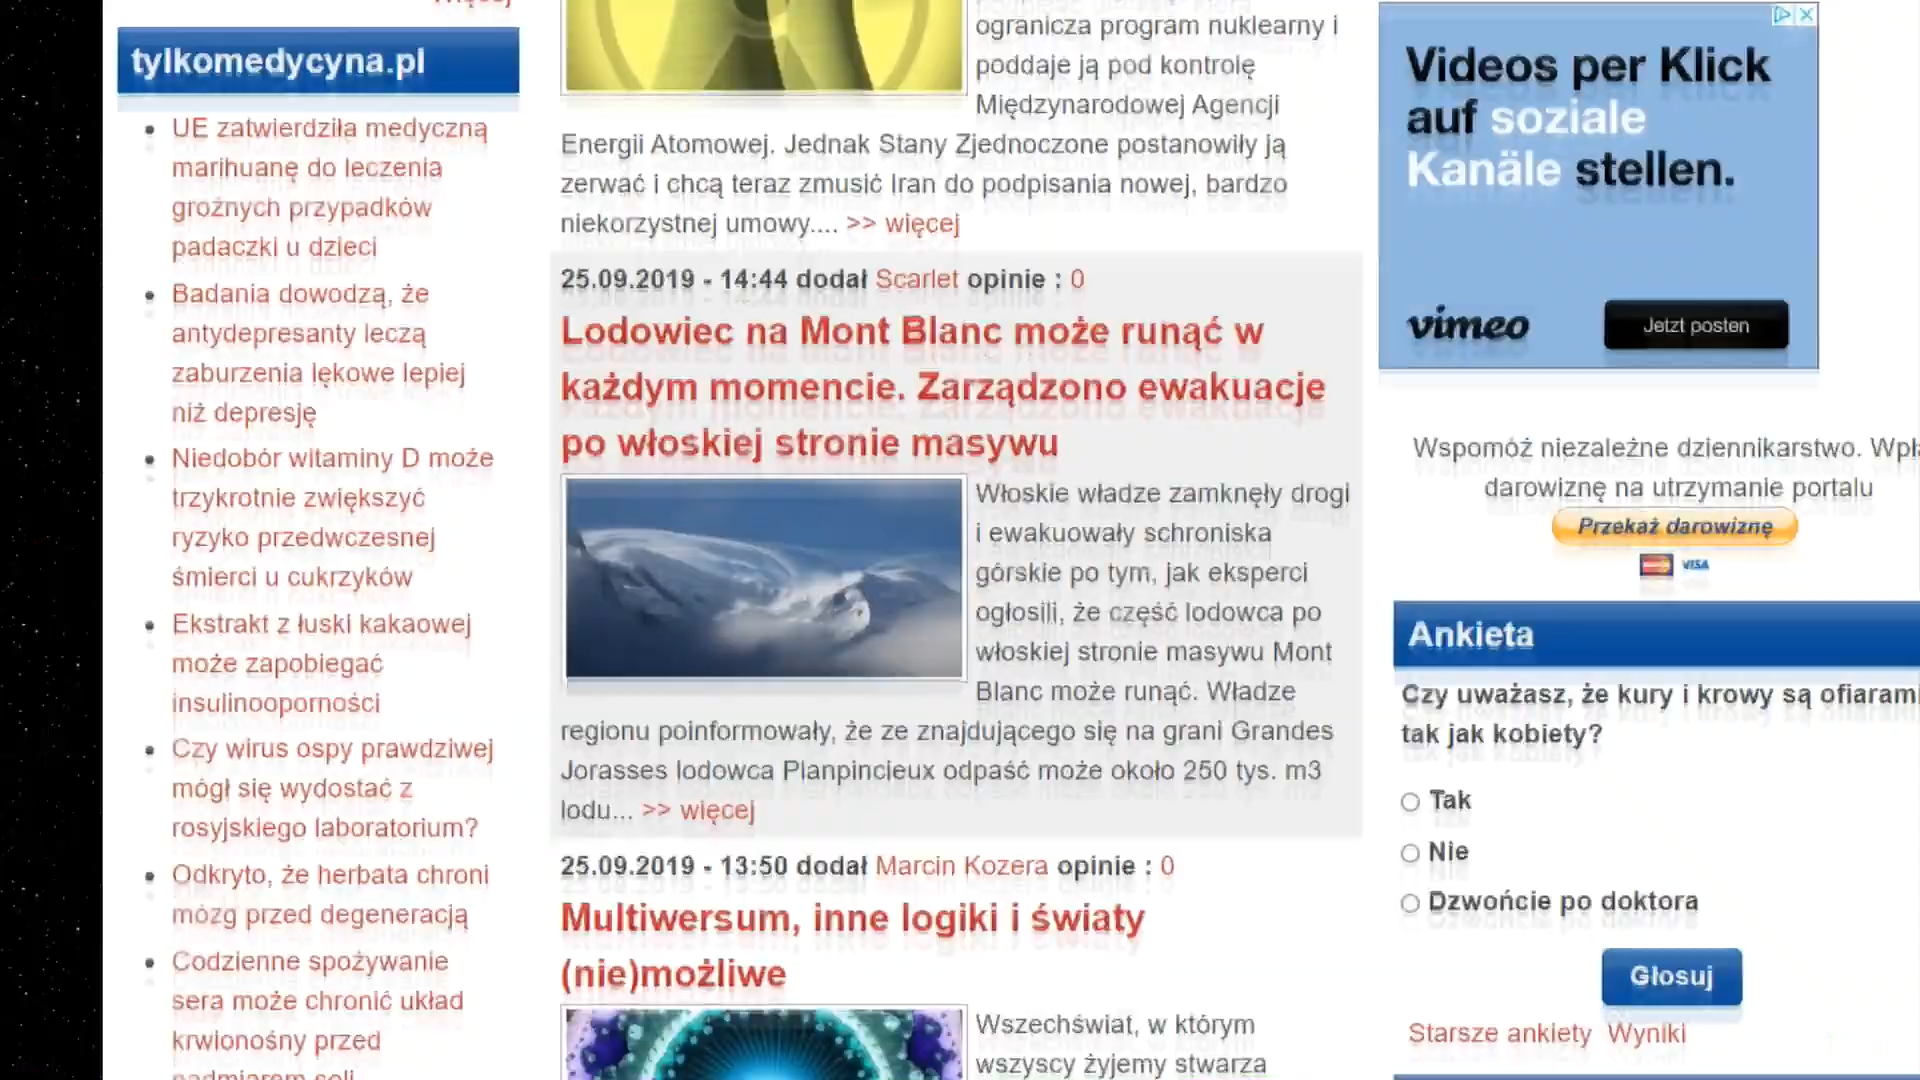 tylkomedycyna.pl
UE zatwierdziła medyczną
marihuanę do leczenia
groźnych przypadków
padaczki u dzieci
Badania dowodzą, że
antydepresanty leczą
zaburzenia lękowe lepiej
niż depresję
Niedobór witaminy D może
trzykrotnie zwiększyć
ryzyko przedwczesnej
śmierci u cukrzyków
Ekstrakt z łuski kakaowej
może zapobiegać
insulinooporności
Czy wirus ospy prawdziwej
mógł się wydostać z
rosyjskiego laboratorium?
Odkryto, że herbata chroni
mózg przed degeneracją
Codzienne spożywanie
sera może chronić układ
krwionośny przed
nadmiarem soli
ogranicza program nuklearny i
poddaje ją pod kontrolę
Międzynarodowej Agencji
Energii Atomowej. Jednak Stany Zjednoczone postanowiły ją
zerwać i chcą teraz zmusić Iran do podpisania nowej, bardzo
niekorzystnej umowy.... >> więcej
25.09.2019 - 14:44 dodał Scarlet opinie : 0
Lodowiec na Mont Blanc może runąć w
każdym momencie. Zarządzono ewakuacje
po włoskiej stronie masywu
Włoskie władze zamknęły drogi
i ewakuowały schroniska
górskie po tym, jak eksperci
ogłosili, że część lodowca po
włoskiej stronie masywu Mont
Blanc może runąć. Władze
regionu poinformowały, że ze znajdującego się na grani Grandes
Jorasses lodowca Planpincieux odpaść może około 250 tys. m3
lodu... >> więcej
25.09.2019 - 13:50 dodał Marcin Kozera opinie : 0
Multiwersum, inne logiki i światy
(nie)możliwe
Wszechświat, w którym
wszyscy żyjemy stwarza
Videos per Klick
auf soziale
Kanäle stellen.
vimeo
Jetzt posten
Wspomóż niezależne dziennikarstwo. Wpł
darowiznę na utrzymanie portalu
Przekaż darowiznę
VISA
Ankieta
Czy uważasz, że kury i krowy są ofiarami
tak jak kobiety?
Tak
Nie
Dzwońcie po doktora
Głosuj
Starsze ankiety Wyniki